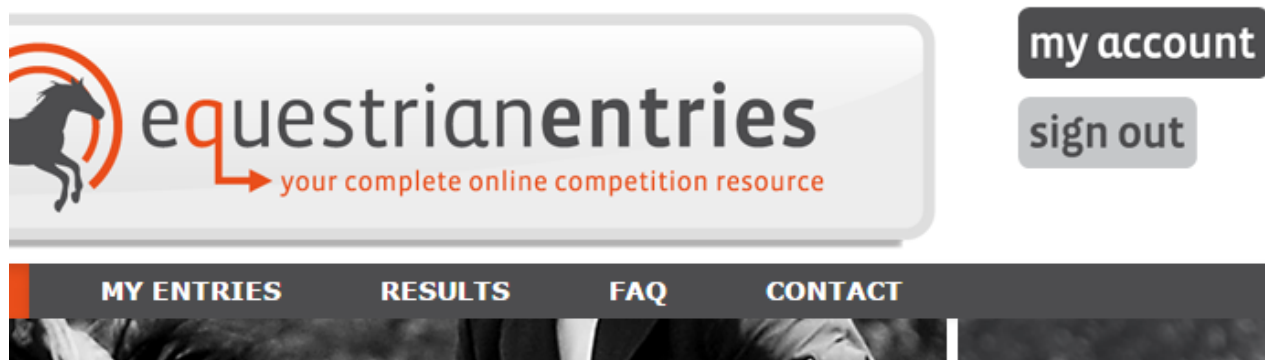 my account
equestrianentries
sign out
your complete online competition resource
MY ENTRIES RESULTS FAQ CONTACT